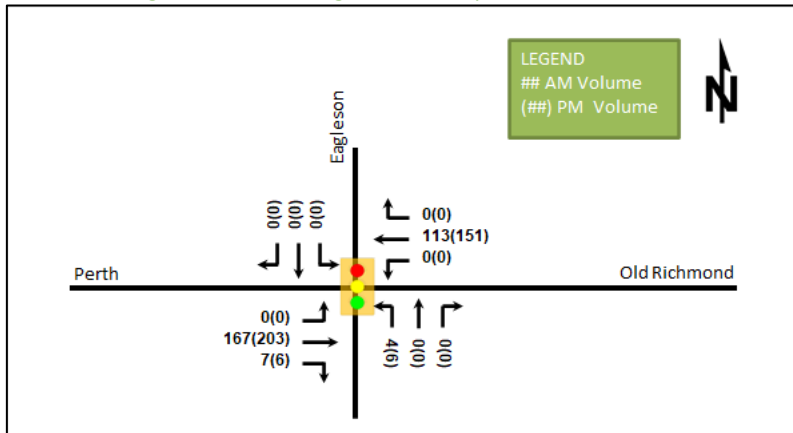 LEGEND
## AM Volume
(##) PM Volume
N
Eagleson
0(0)
0(0)
0(0)
0(0)
113(151)
0(0)
Perth
Old Richmond
0(0)
167(203)
7(6)
4(6)
0(0)
0(0)